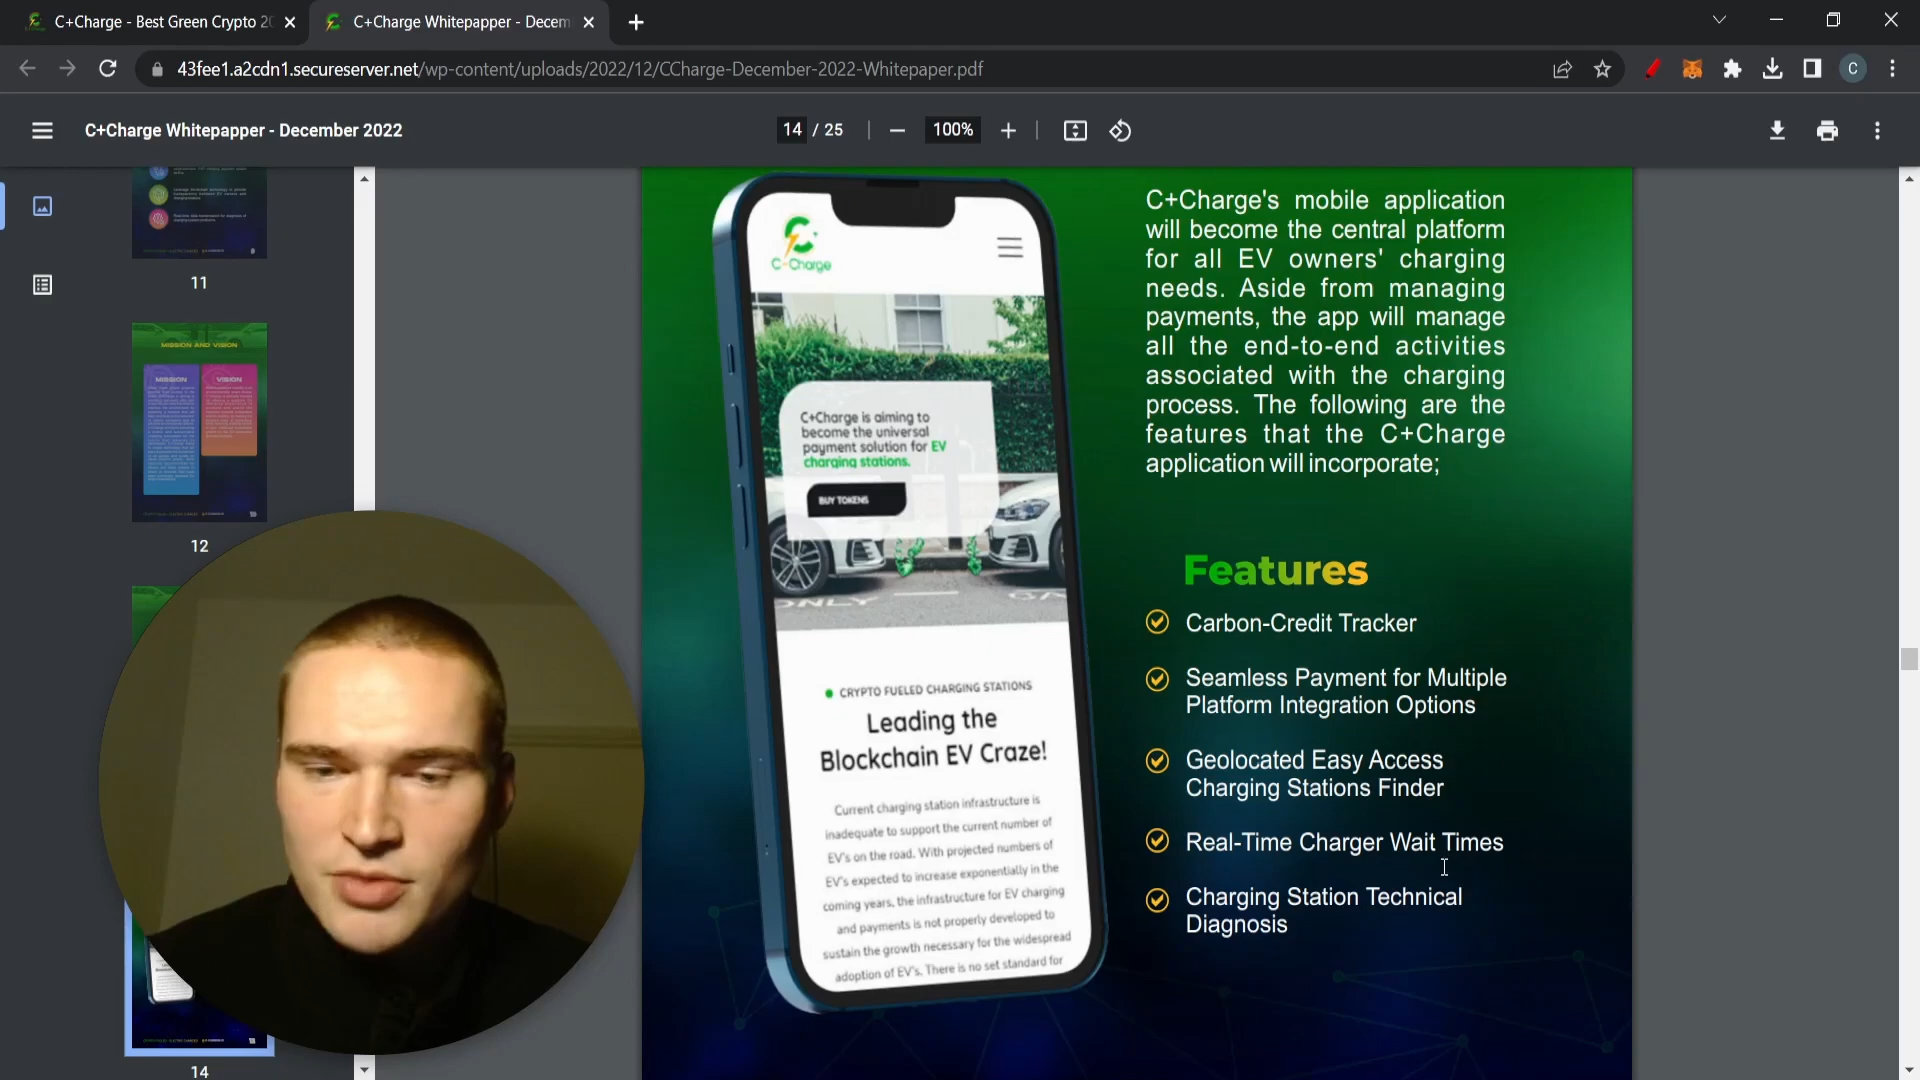 C+Charge - Best Green Crypto 20
C+Charge Whitepapper - Decem
43fee1.a2cdn1.secureserver.net/wp-content/uploads/2022/12/CCharge-December-2022-Whitepaper.pdf
C
C+Charge Whitepapper - December 2022
14 / 25
100%
11
MISSION AND VISION
MISSION
VISION
12
14
C+Charge
C+Charge is aiming to
become the universal
payment solution for EV
charging stations.
BUY TOKENS
ONLY
CRYPTO FUELED CHARGING STATIONS
Leading the
Blockchain EV Craze!
Current charging station infrastructure is
inadequate to support the current number of
EV's on the road. With projected numbers of
EV's expected to increase exponentially in the
coming years, the infrastructure for EV charging
and payments is not properly developed to
sustain the growth necessary for the widespread
adoption of EV's. There is no set standard for
C+Charge's mobile application
will become the central platform
for all EV owners' charging
needs. Aside from managing
payments, the app will manage
all the end-to-end activities
associated with the charging
process. The following are the
features that the C+Charge
application will incorporate;
Features
Carbon-Credit Tracker
Seamless Payment for Multiple
Platform Integration Options
Geolocated Easy Access
Charging Stations Finder
Real-Time Charger Wait Times
Charging Station Technical
Diagnosis